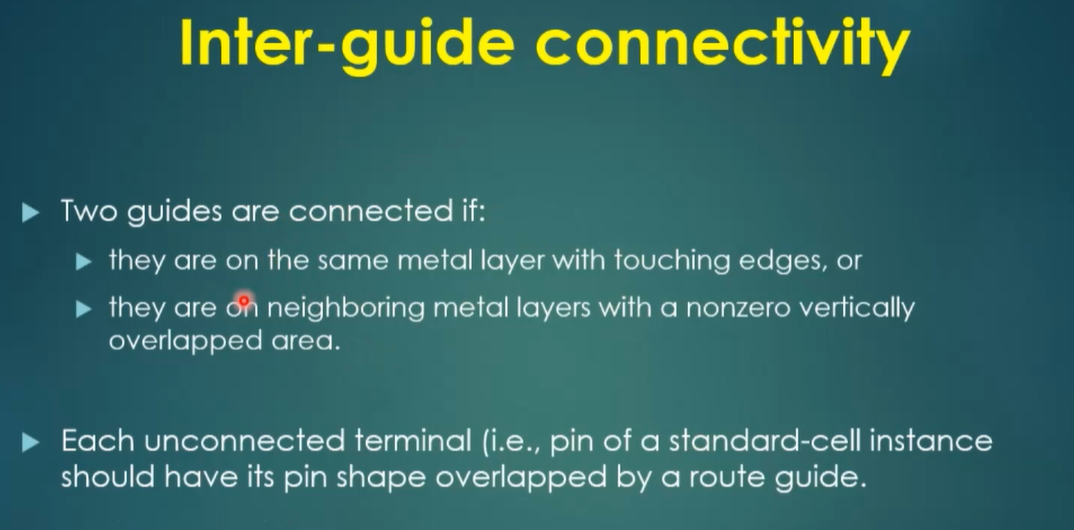 Inter-guide connectivity
Two guides are connected if:
they are on the same metal layer with touching edges, or
they are on neighboring metal layers with a nonzero vertically
overlapped area.
Each unconnected terminal (i.e., pin of a standard-cell instance
should have its pin shape overlapped by a route guide.